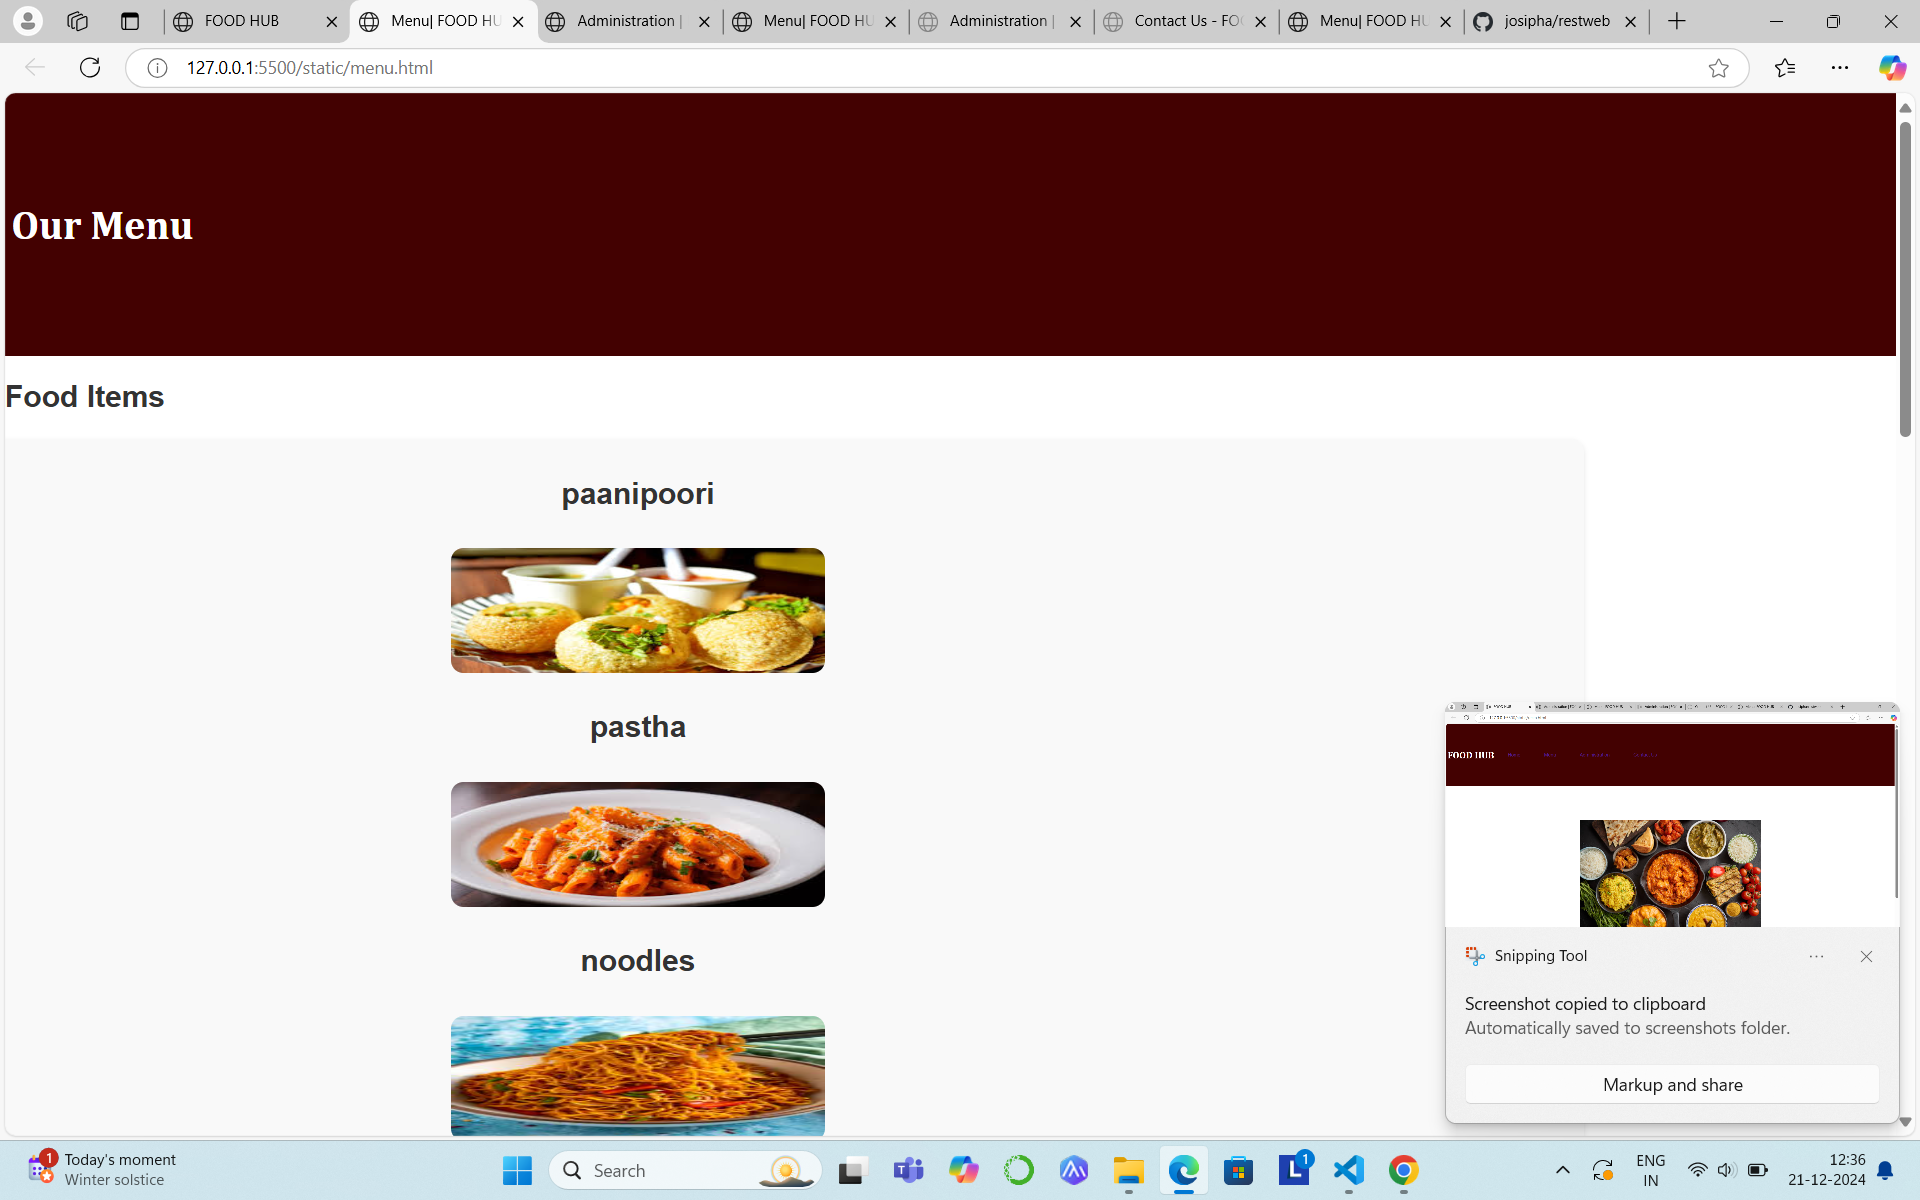 FOOD HUB
Menu| FOOD HU
Administration |
Menu| FOOD HU
Administration |
Contact Us - FOO
Menu| FOOD HU
josipha/restweb
127.0.0.1:5500/static/menu.html
Our Menu
Food Items
paanipoori
pastha
noodles
FOOD HUB
Snipping Tool
Screenshot copied to clipboard
Automatically saved to screenshots folder.
Markup and share
1
Today's moment
Winter solstice
Search
L
1
ENG
IN
12:36
21-12-2024